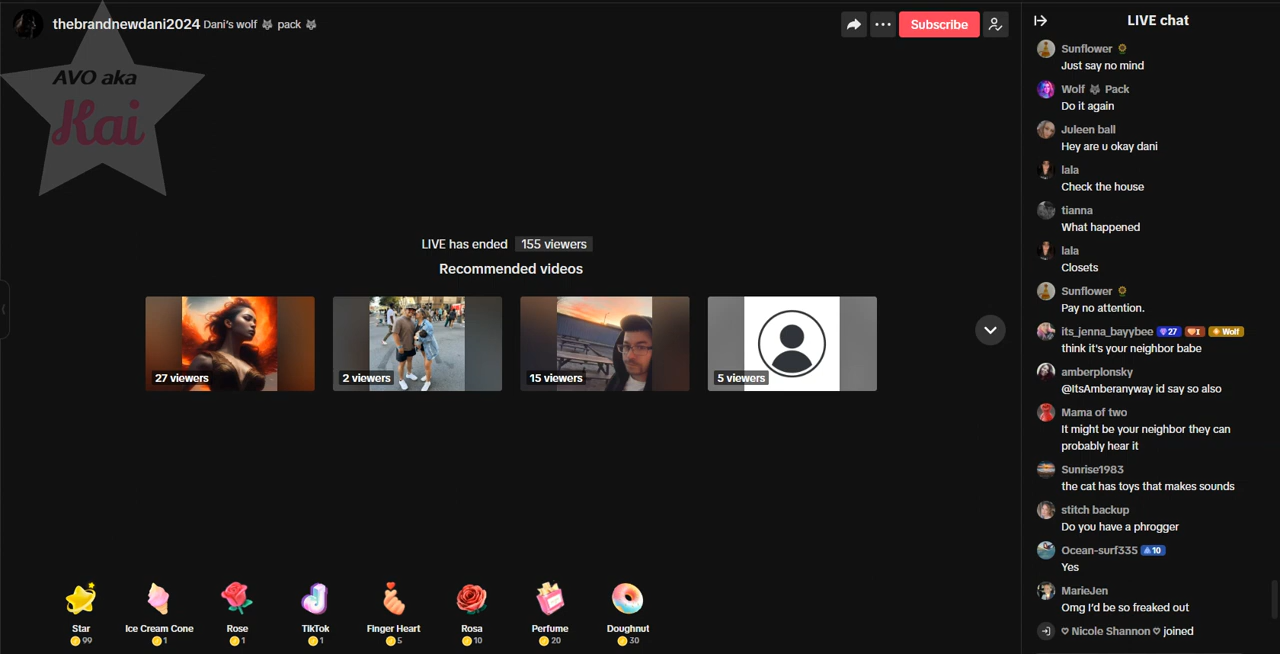 thebrandnewdani2024 Dani's wolf 🐺 pack 🐺
Subscribe
AVO aka
Kai
LIVE has ended 155 viewers
Recommended videos
27 viewers
2 viewers
15 viewers
5 viewers
Star
99
Ice Cream Cone
1
Rose
1
TikTok
1
Finger Heart
5
Rosa
10
Perfume
20
Doughnut
30
LIVE chat
Sunflower 🌻
Just say no mind
Wolf 🐺 Pack
Do it again
Juleen ball
Hey are u okay dani
lala
Check the house
tianna
What happened
lala
Closets
Sunflower 🌻
Pay no attention.
its_jenna_bayybee 27 I Wolf
think it's your neighbor babe
amberplonsky
@ItsAmberanyway id say so also
Mama of two
It might be your neighbor they can
probably hear it
Sunrise1983
the cat has toys that makes sounds
stitch backup
Do you have a phrogger
Ocean-surf335 10
Yes
MarieJen
Omg I'd be so freaked out
♡ Nicole Shannon ♡ joined